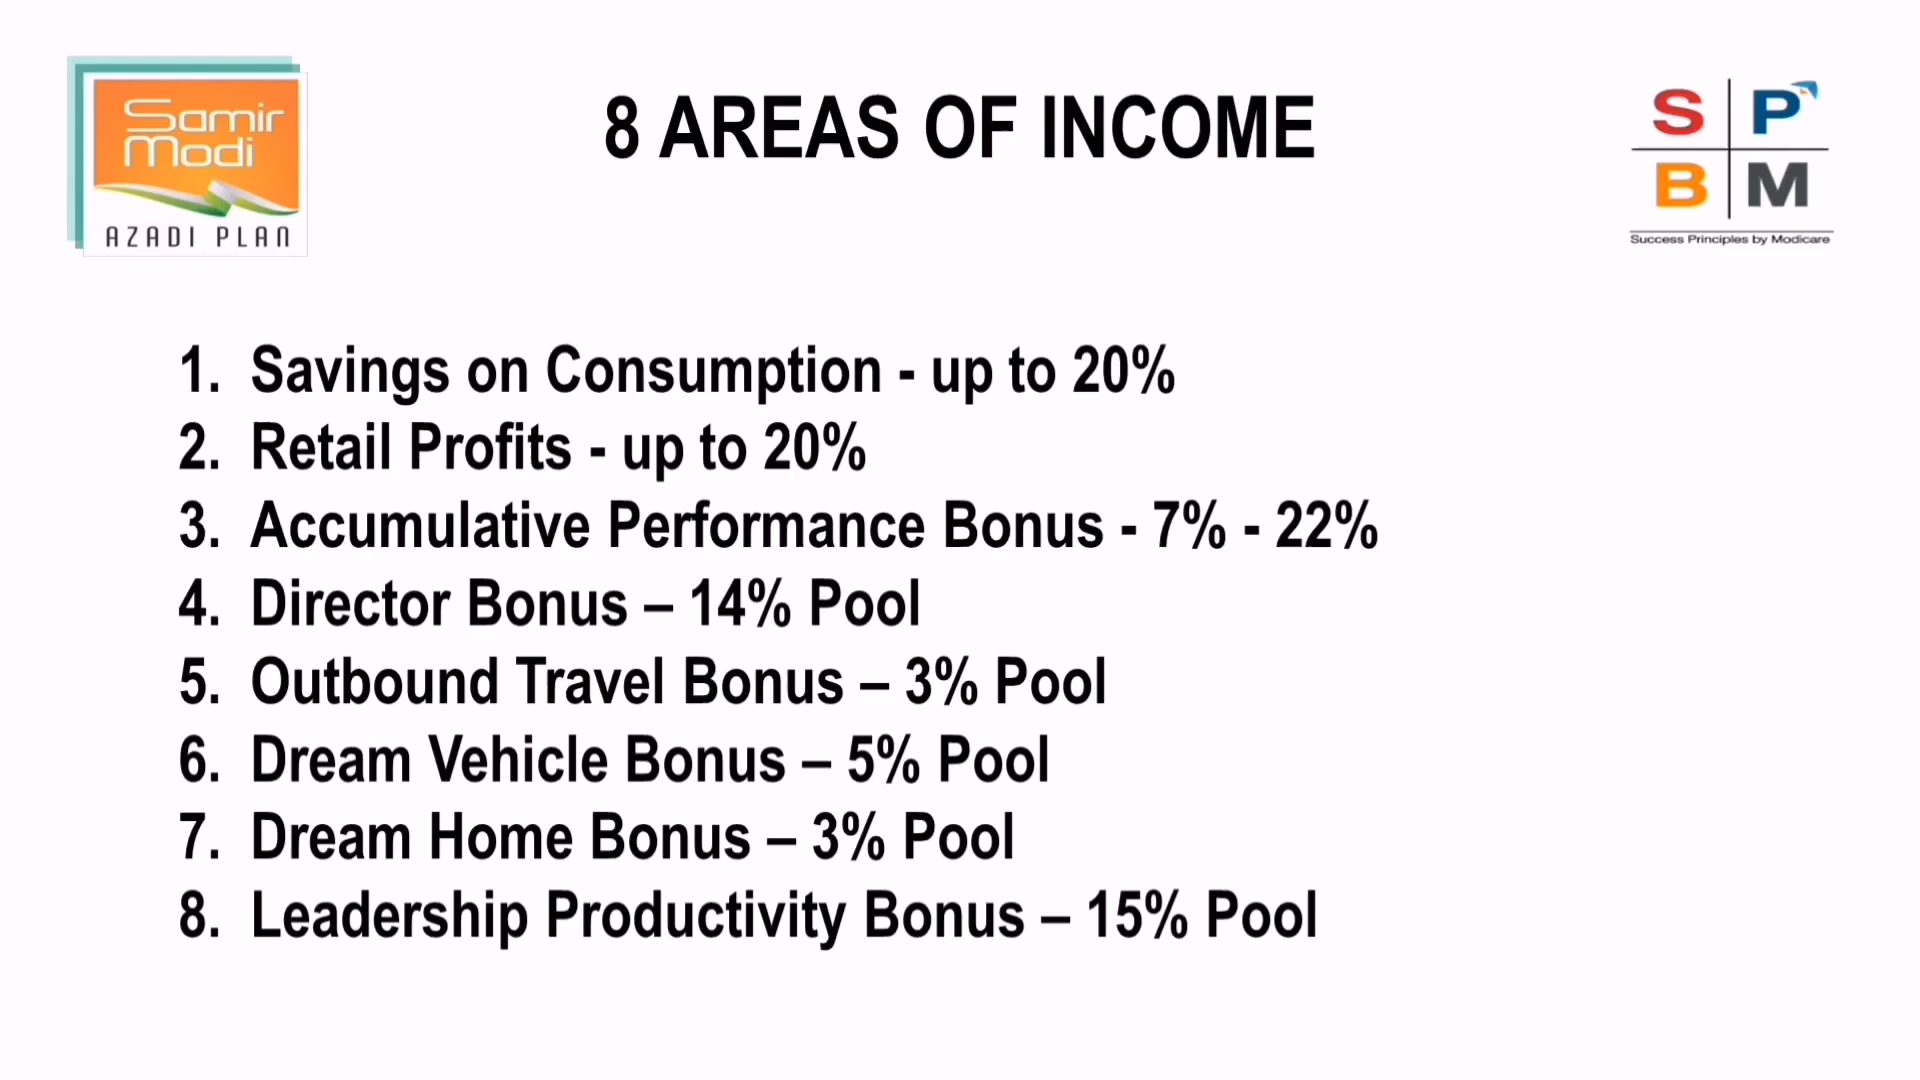 Samir
Modi
AZADI PLAN
8 AREAS OF INCOME
S P
B M
Success Principles by Modicare
1. Savings on Consumption - up to 20%
2. Retail Profits - up to 20%
3. Accumulative Performance Bonus - 7% - 22%
4. Director Bonus – 14% Pool
5. Outbound Travel Bonus – 3% Pool
6. Dream Vehicle Bonus – 5% Pool
7. Dream Home Bonus – 3% Pool
8. Leadership Productivity Bonus – 15% Pool